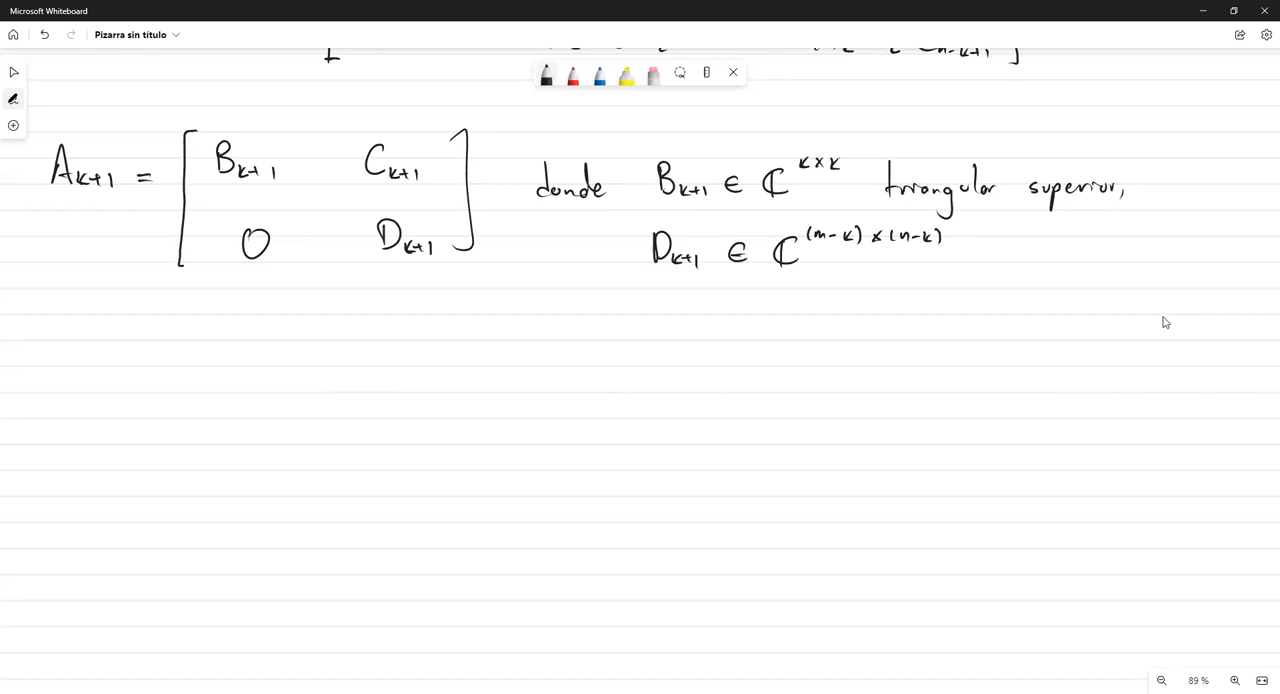 Microsoft Whiteboard
Pizarra sin título
n-k+1 ]
A_{k+1} = [ B_{k+1} C_{k+1} donde B_{k+1} ∈ ℂ^{k×k} triangular superior,
0 D_{k+1} ] D_{k+1} ∈ ℂ^{(m-k)×(n-k)}
89 %